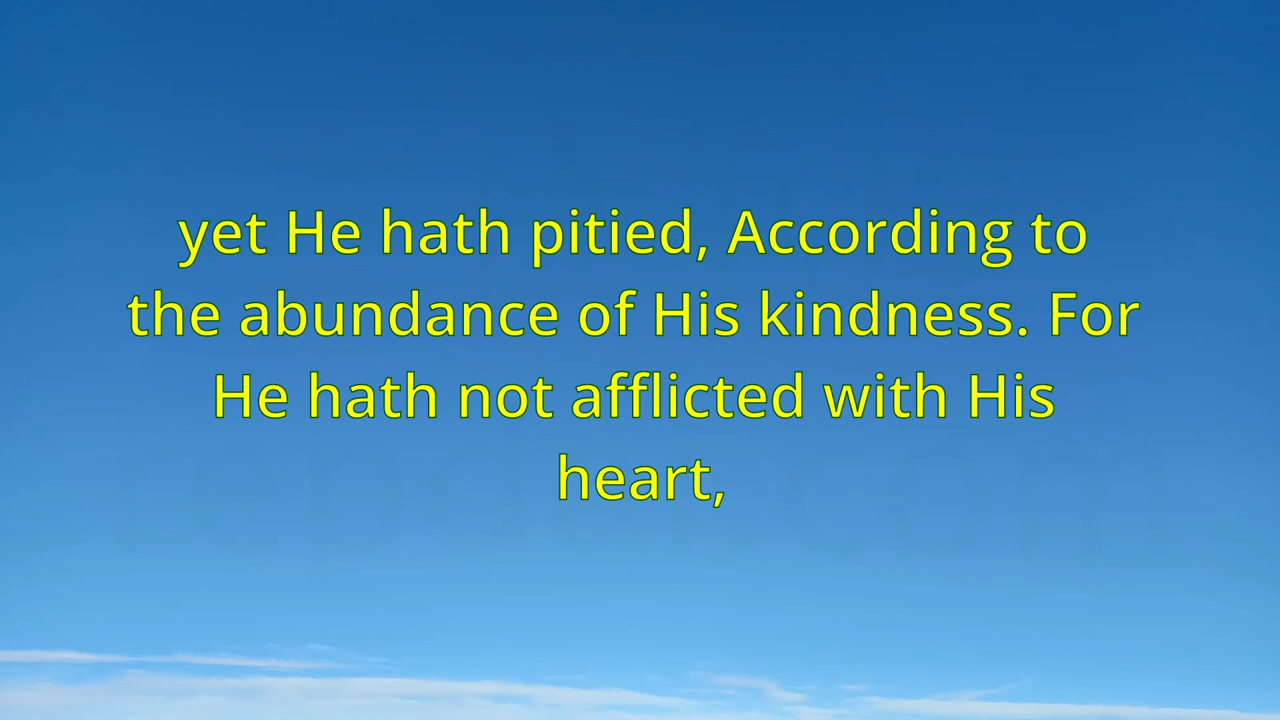 yet He hath pitied, According to
the abundance of His kindness. For
He hath not afflicted with His
heart,